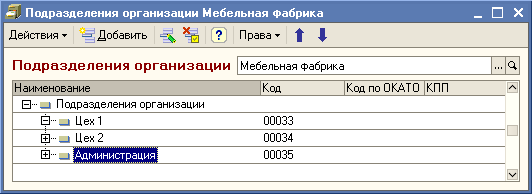 Подразделения организации Мебельная Фабрика
Действия Добавить ? Права
Подразделения организации Мебельная фабрика ...
Наименование Код Код по ОКАТО КПП
Подразделения организации
Цех 1 00033
Цех 2 00034
Администрация 00035